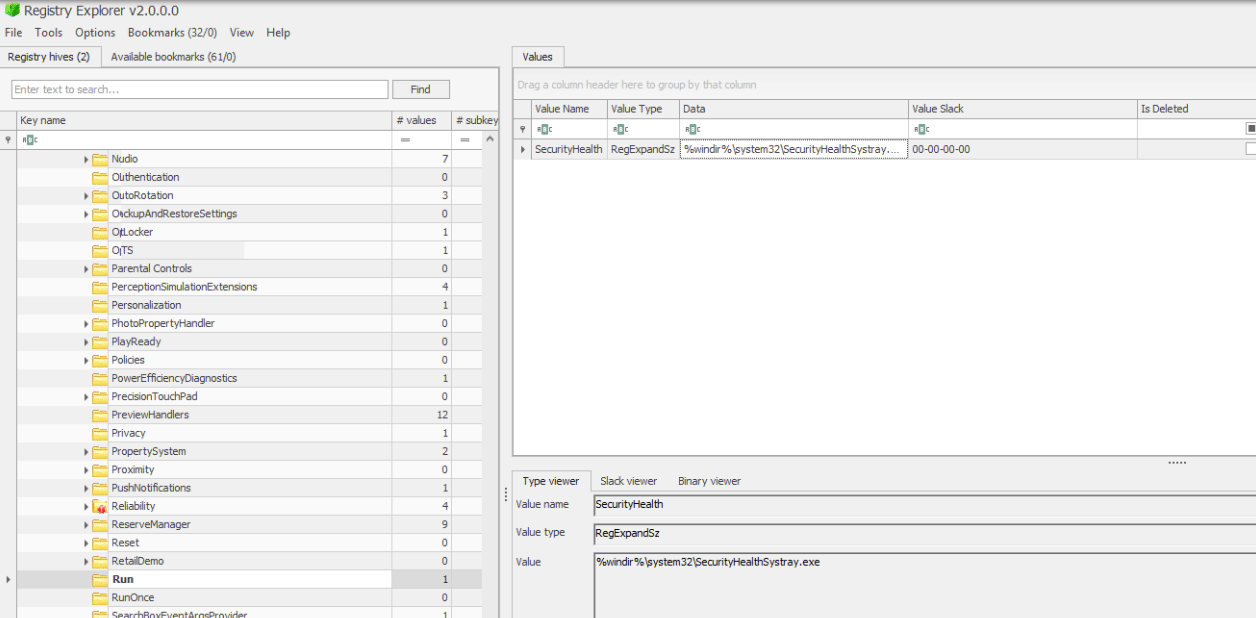 Registry Explorer v2.0.0.0
File Tools Options Bookmarks (32/0) View Help
Registry hives (2) Available bookmarks (61/0)
Enter text to search... Find
Key name # values # subkey
Nudio 7
Outhentication 0
OutoRotation 3
OackupAndRestoreSettings 0
OitLocker 1
OiTS 1
Parental Controls 0
PerceptionSimulationExtensions 4
Personalization 1
PhotoPropertyHandler 0
PlayReady 0
Policies 0
PowerEfficiencyDiagnostics 1
PrecisionTouchPad 0
PreviewHandlers 12
Privacy 1
PropertySystem 2
Proximity 0
PushNotifications 1
Reliability 4
ReserveManager 9
Reset 0
RetailDemo 0
Run 1
RunOnce 0
SearchBoxEventArgsProvider 1
Values
Drag a column header here to group by that column
Value Name Value Type Data Value Slack Is Deleted
SecurityHealth RegExpandSz %windir%\system32\SecurityHealthSystray.... 00-00-00-00
Type viewer Slack viewer Binary viewer
Value name SecurityHealth
Value type RegExpandSz
Value %windir%\system32\SecurityHealthSystray.exe